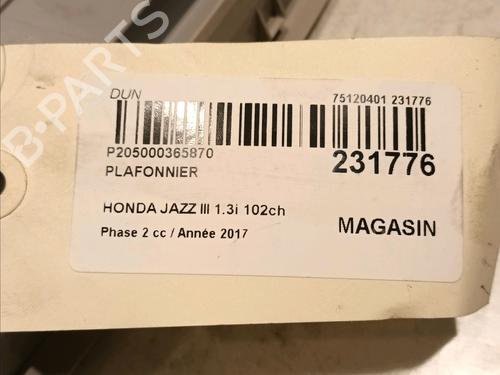 B-PARTS
DUN
75120401 231776
P205000365870
231776
PLAFONNIER
HONDA JAZZ III 1.3i 102ch
Phase 2 cc / Année 2017
MAGASIN